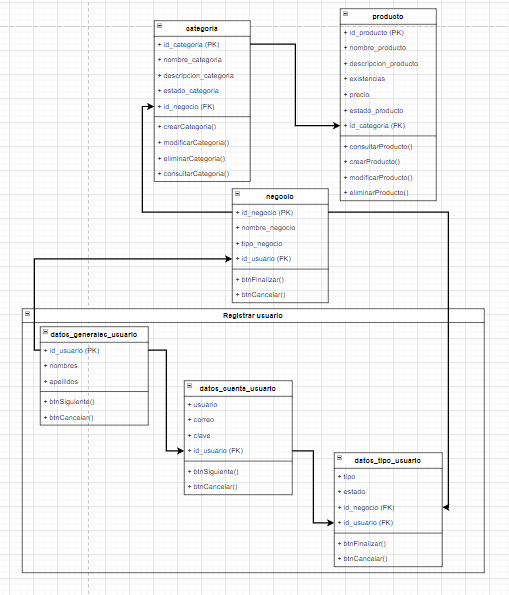 categoria
+ id_categoria (PK)
+ nombre_categoria
+ descripcion_categoria
+ estado_categoria
+ id_negocio (FK)
+ crearCategoria()
+ modificarCategoria()
+ eliminarCategoria()
+ consultarCategoria()
producto
+ id_producto (PK)
+ nombre_producto
+ descripcion_producto
+ existencias
+ precio
+ estado_producto
+ id_categoria (FK)
+ consultarProducto()
+ crearProducto()
+ modificarProducto()
+ eliminarProducto()
negocio
+ id_negocio (PK)
+ nombre_negocio
+ tipo_negocio
+ id_usuario (FK)
+ btnFinalizar()
+ btnCancelar()
Registrar usuario
datos_generales_usuario
+ id_usuario (PK)
+ nombres
+ apellidos
+ btnSiguiente()
+ btnCancelar()
datos_cuenta_usuario
+ usuario
+ correo
+ clave
+ id_usuario (FK)
+ btnSiguiente()
+ btnCancelar()
datos_tipo_usuario
+ tipo
+ estado
+ id_negocio (FK)
+ id_usuario (FK)
+ btnFinalizar()
+ btnCancelar()